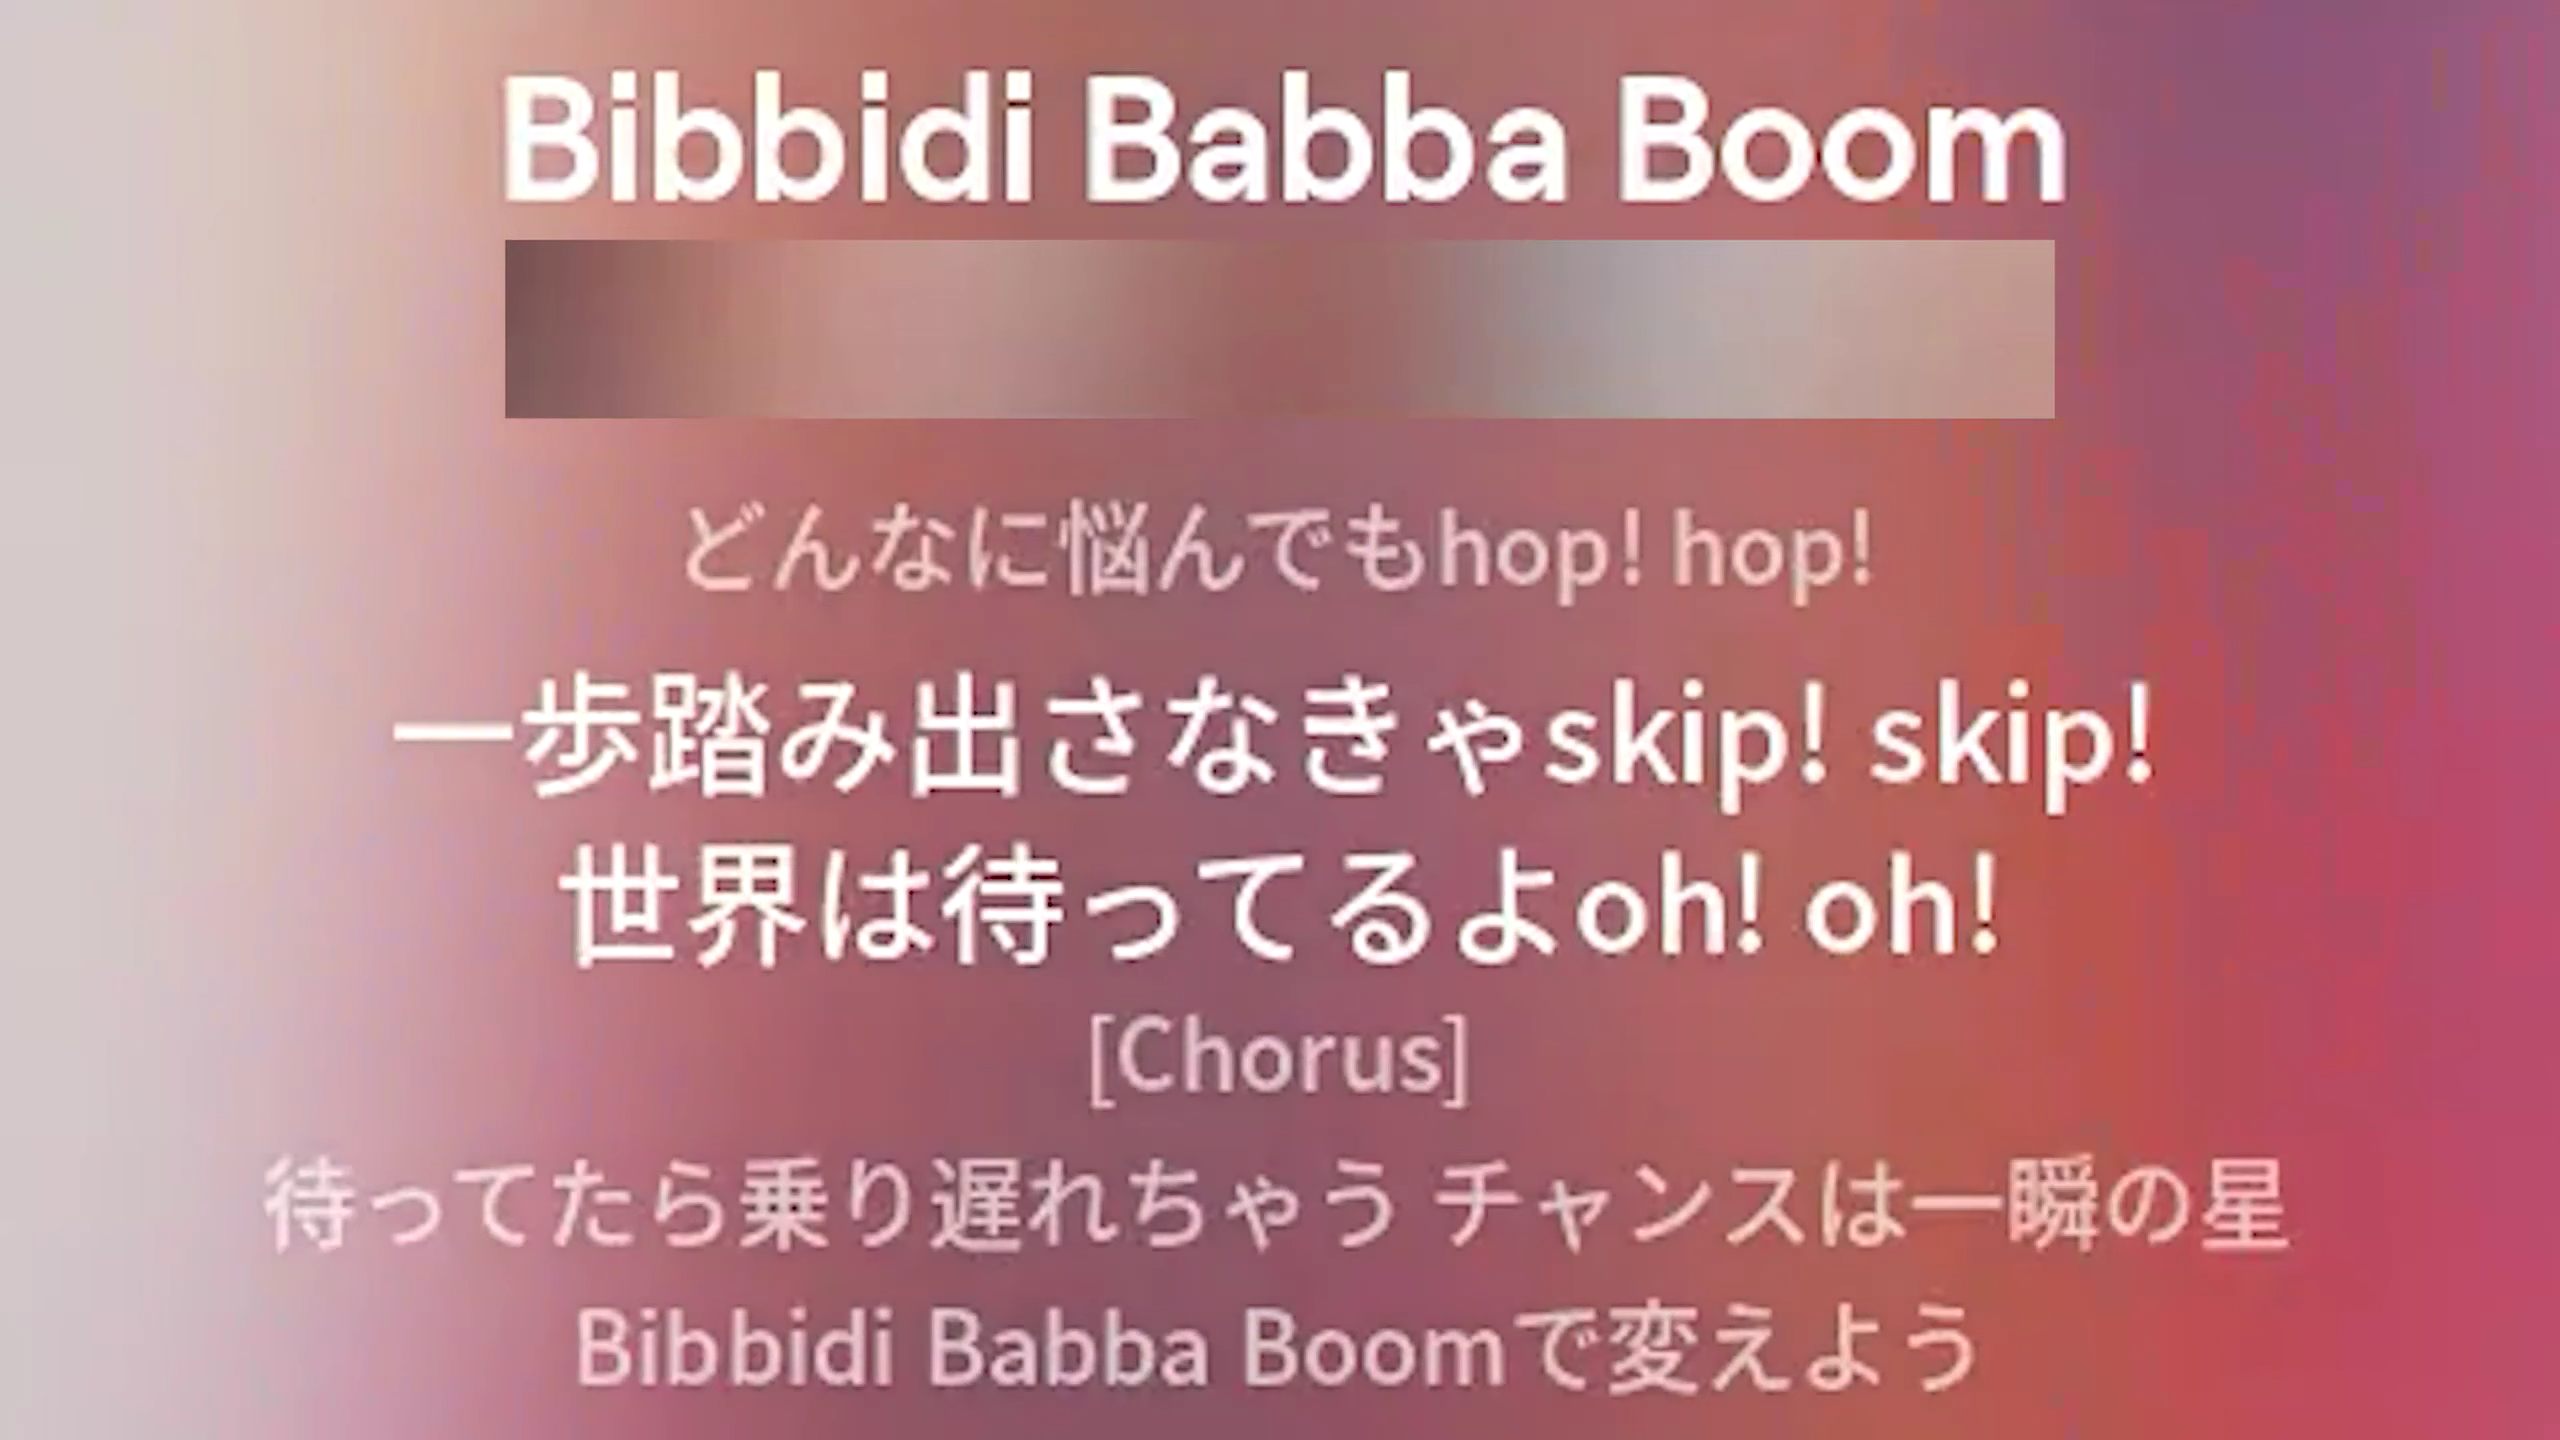 Bibbidi Babba Boom
どんなに悩んでもhop! hop!
一歩踏み出さなきゃskip! skip!
世界は待ってるよoh! oh!
[Chorus]
待ってたら乗り遅れちゃう チャンスは一瞬の星
Bibbidi Babba Boomで変えよう